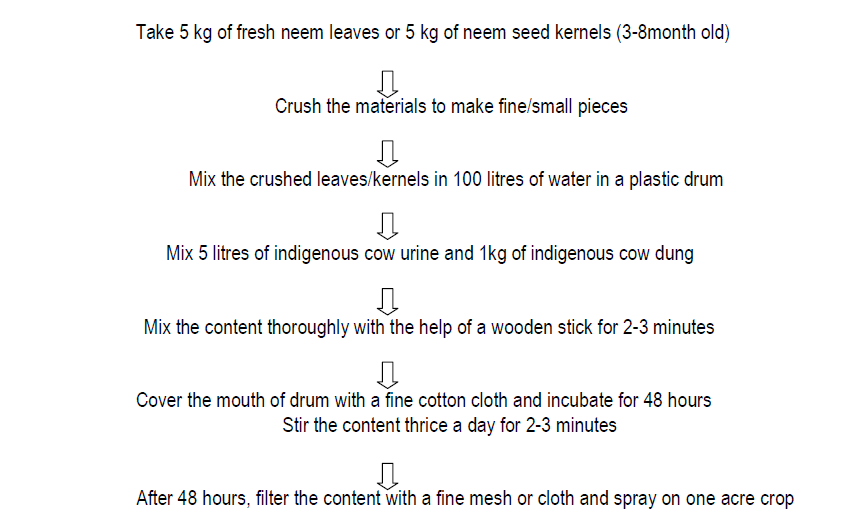 Take 5 kg of fresh neem leaves or 5 kg of neem seed kernels (3-8month old)
Crush the materials to make fine/small pieces
Mix the crushed leaves/kernels in 100 litres of water in a plastic drum
Mix 5 litres of indigenous cow urine and 1kg of indigenous cow dung
Mix the content thoroughly with the help of a wooden stick for 2-3 minutes
Cover the mouth of drum with a fine cotton cloth and incubate for 48 hours
Stir the content thrice a day for 2-3 minutes
After 48 hours, filter the content with a fine mesh or cloth and spray on one acre crop